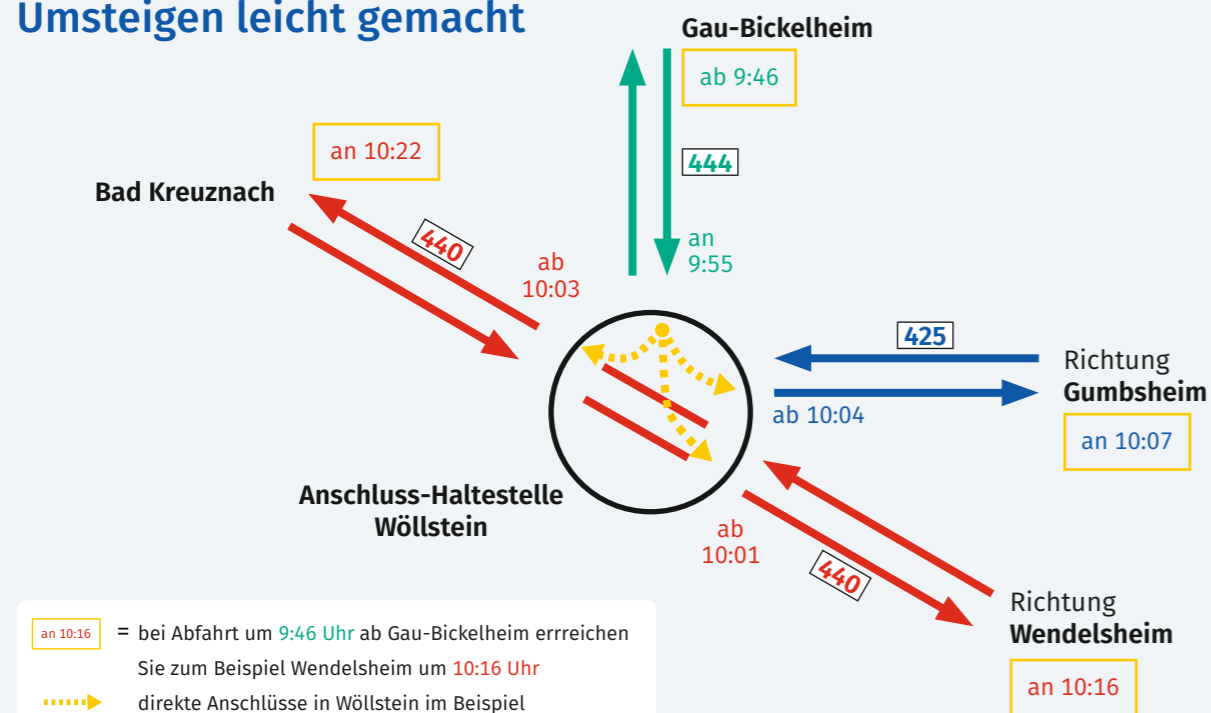 Umsteigen leicht gemacht
Gau-Bickelheim
ab 9:46
an 10:22
444
Bad Kreuznach
440
an
9:55
ab
10:03
425
Richtung
Gumbsheim
ab 10:04
an 10:07
Anschluss-Haltestelle
Wöllstein
ab
10:01
440
Richtung
Wendelsheim
an 10:16
an 10:16 = bei Abfahrt um 9:46 Uhr ab Gau-Bickelheim errreichen
Sie zum Beispiel Wendelsheim um 10:16 Uhr
direkte Anschlüsse in Wöllstein im Beispiel